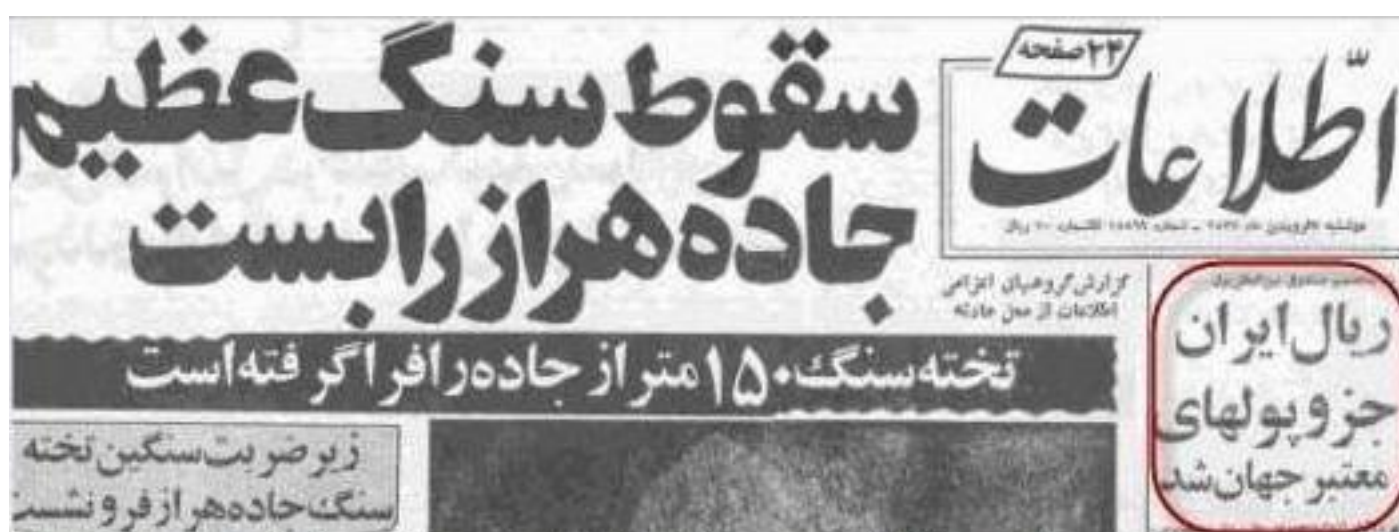 ۲۴ صفحه
اطلاعات
سقوط سنگ عظیم
جاده هراز را بست
گزارش گروههای اعزامی
اطلاعات از محل حادثه
تخته سنگ ۱۵۰ متر از جاده را فرا گرفته است
ریال ایران
جزو پولهای
معتبر جهان شد
زیر ضربت سنگین تخته
سنگ جاده هراز فرو نشست